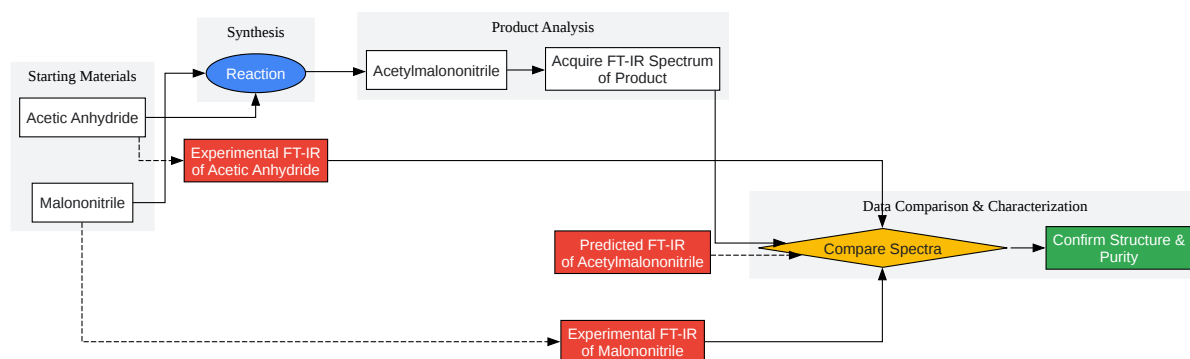 Product Analysis
Synthesis
Acetylmalononitrile
Acquire FT-IR Spectrum
of Product
Reaction
Starting Materials
Acetic Anhydride
Experimental FT-IR
of Acetic Anhydride
Malononitrile
Data Comparison & Characterization
Predicted FT-IR
of Acetylmalononitrile
Compare Spectra
Confirm Structure &
Purity
Experimental FT-IR
of Malononitrile